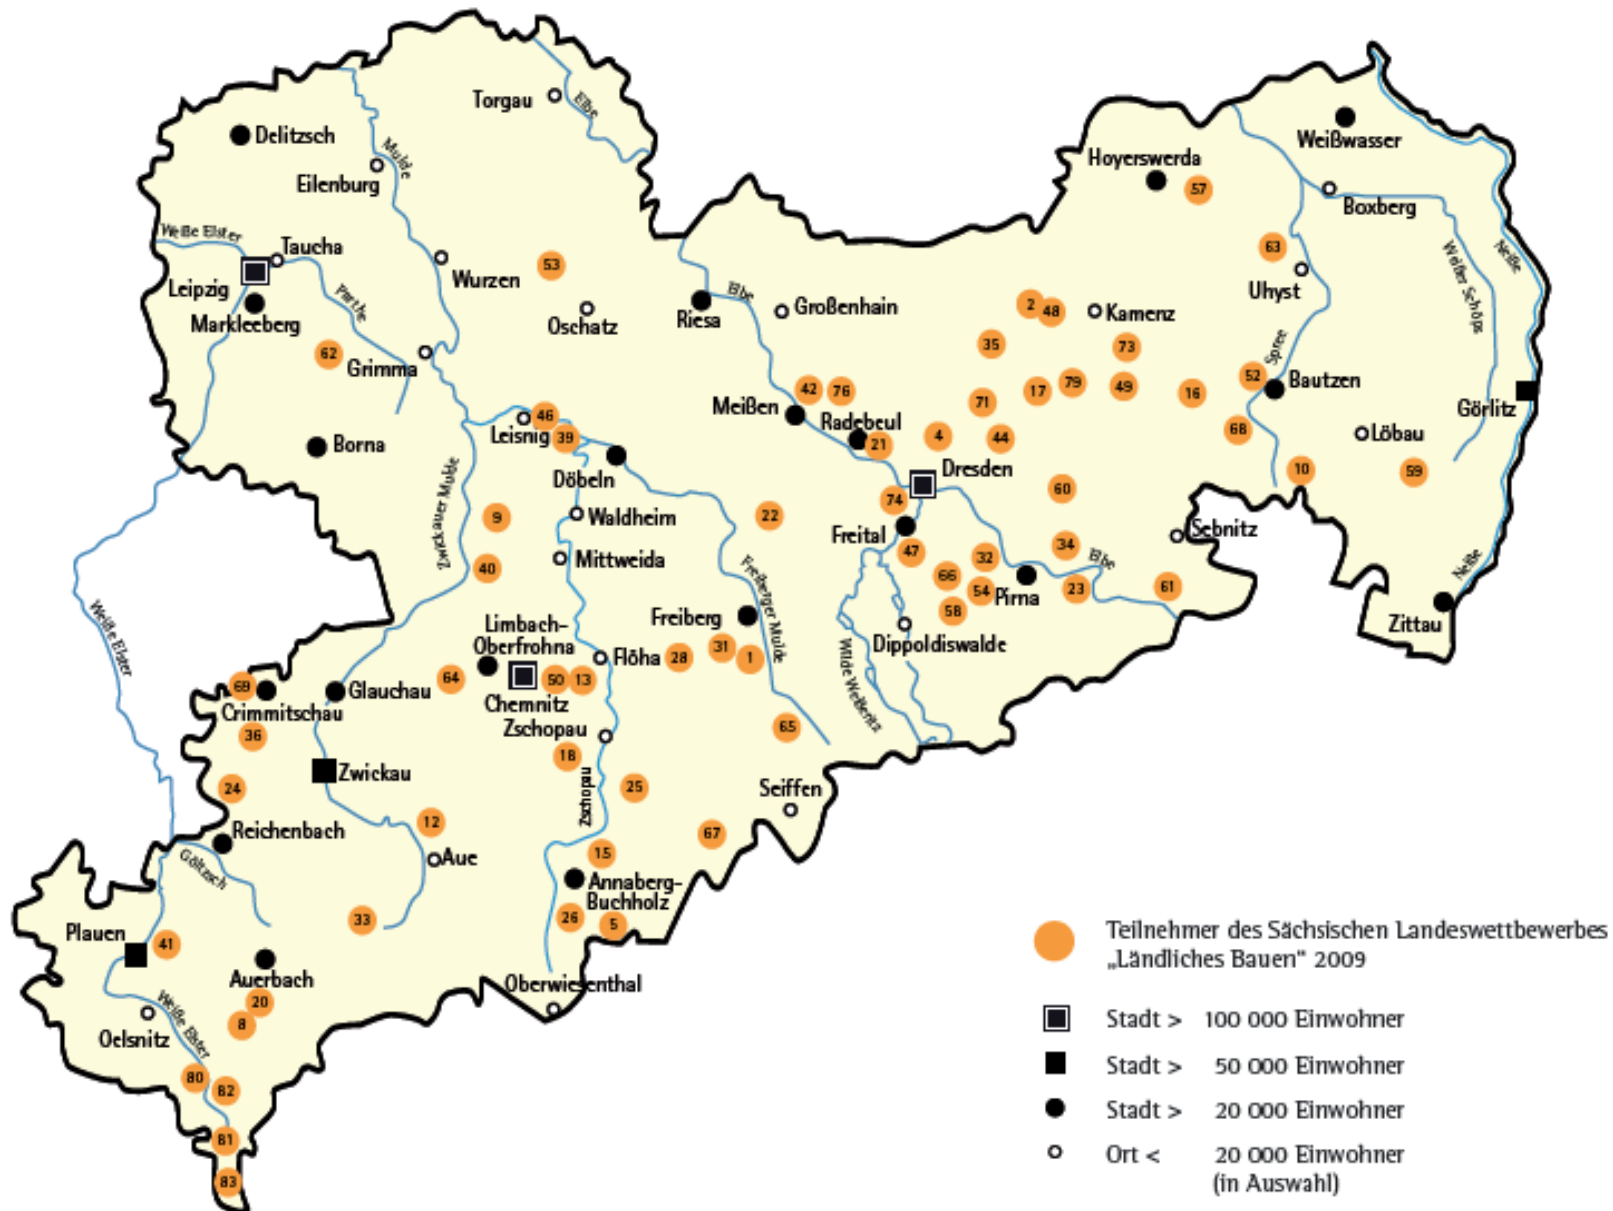 Torgau
Elbe
Delitzsch
Mulde
Eilenburg
Weißwasser
Hoyerswerda
57
Boxberg
Weiße Elster
Taucha
Wurzen
53
63
Weißer Schöps
Neiße
Leipzig
Parthe
Uhyst
Markleeberg
Oschatz
Riesa
Elbe
Großenhain
2
48
Kamenz
62
Grimma
35
73
Spree
42
76
17
79
49
16
52
Bautzen
Meißen
Radebeul
71
Görlitz
46
Leisnig
39
21
4
44
68
Löbau
Borna
Döbeln
Dresden
10
59
Zwickauer Mulde
9
Waldheim
22
74
60
Freital
Sebnitz
40
Mittweida
47
32
34
Elbe
Freiberger Mulde
66
54
Pirna
23
61
Neiße
Weiße Elster
Limbach-
Oberfrohna
Freiberg
58
Zittau
Dippoldiswalde
Wilde Weißeritz
64
50
13
Flöha
28
31
1
69
Glauchau
Crimmitschau
Chemnitz
36
Zschopau
65
18
Zwickau
24
Zschopau
25
Seiffen
12
67
Reichenbach
Göltzsch
Aue
15
Annaberg-
Buchholz
33
26
5
Plauen
41
Auerbach
Oberwiesenthal
20
8
Oelsnitz
Weiße Elster
80
82
81
83
Teilnehmer des Sächsischen Landeswettbewerbes
„Ländliches Bauen“ 2009
Stadt > 100 000 Einwohner
Stadt > 50 000 Einwohner
Stadt > 20 000 Einwohner
Ort < 20 000 Einwohner
(in Auswahl)